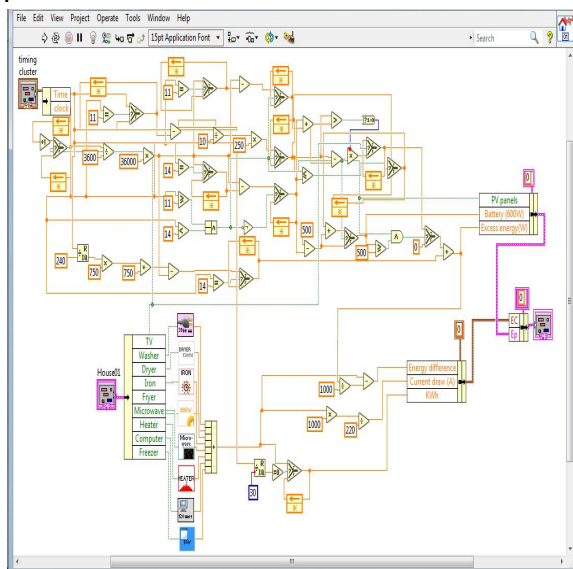 File Edit View Project Operate Tools Window Help
15pt Application Font
Search
timing
cluster
Time
clock
11
11
3600
36000
10
250
14
11
14
500
500
0
240
750
750
14
0
PV panels
Battery (600W)
Excess energy(W)
0
EC
Ep
0
TV
Washer
Dryer
Iron
Fryer
Microwave
Heater
Computer
Freezer
House01
DRYER
IRON
HEATER
1000
1000
220
Energy difference
Current draw (A)
KWh
30